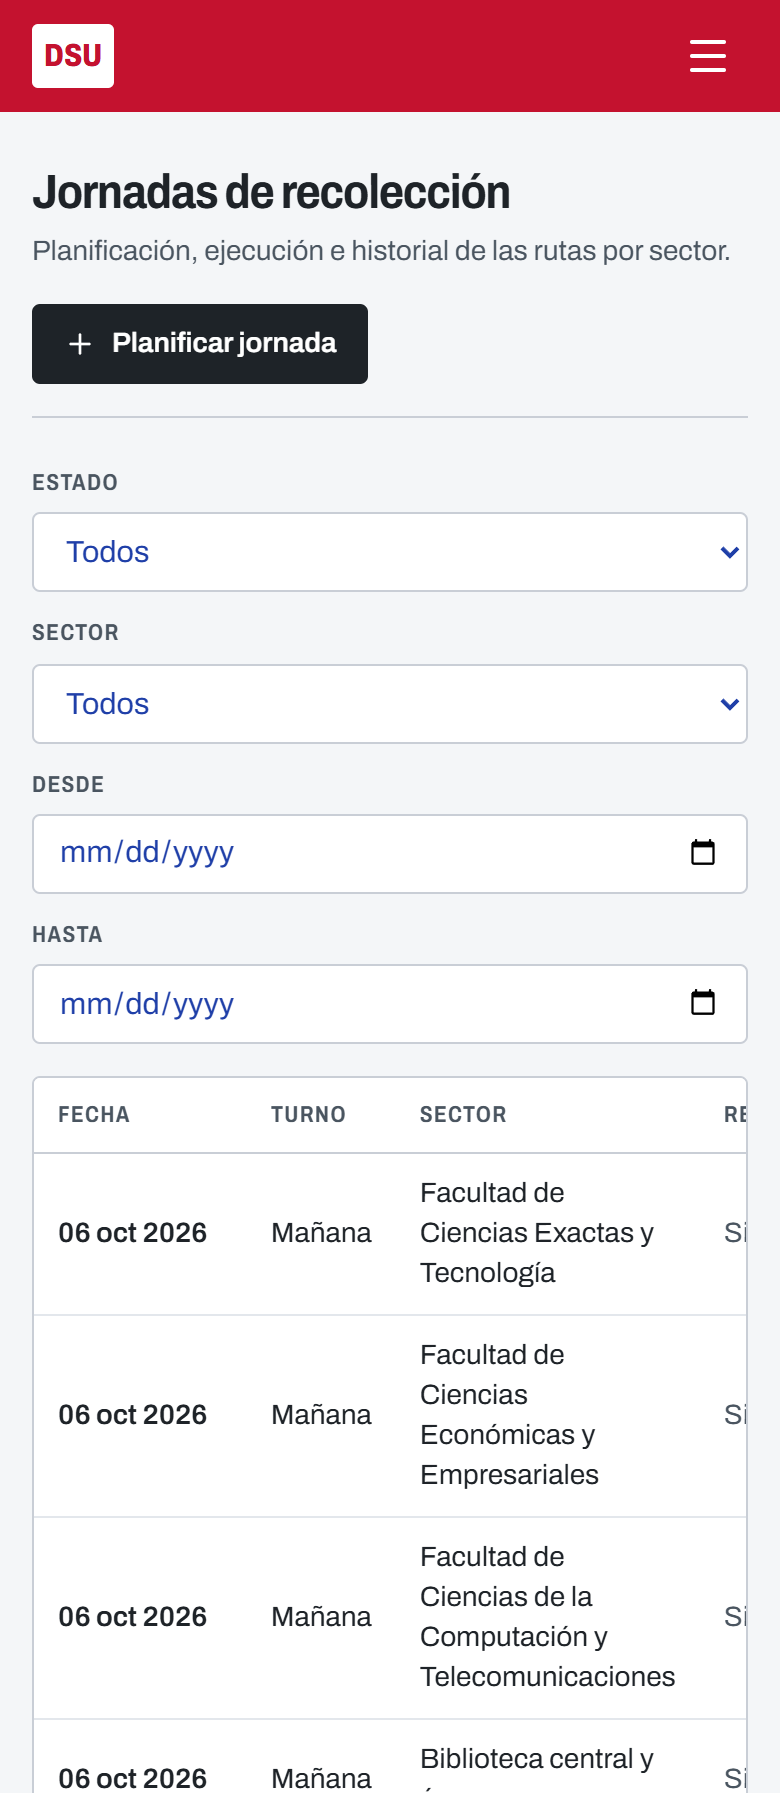 DSU
Jornadas de recolección
Planificación, ejecución e historial de las rutas por sector.
Planificar jornada
ESTADO
Todos
SECTOR
Todos
DESDE
mm/dd/yyyy
HASTA
mm/dd/yyyy
FECHA TURNO SECTOR
Facultad de
06 oct 2026 Mañana Ciencias Exactas y
Tecnología
Facultad de
Ciencias
06 oct 2026 Mañana
Económicas y
Empresariales
Facultad de
Ciencias de la
06 oct 2026 Mañana
Computación y
Telecomunicaciones
Biblioteca central y
06 oct 2026 Mañana